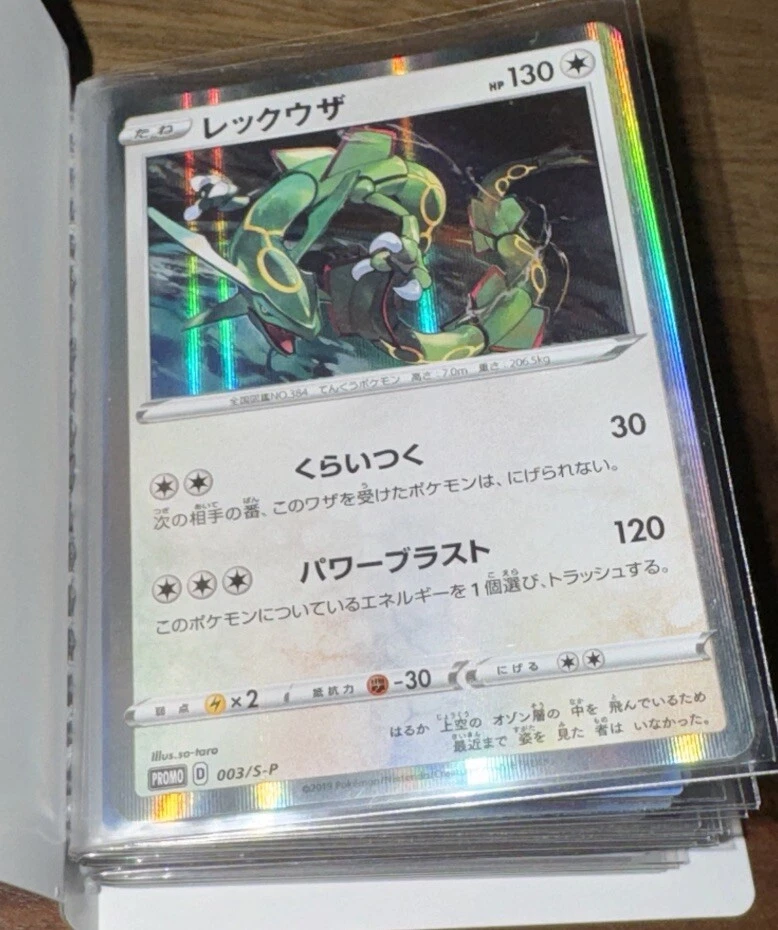 たね レックウザ HP 130
全国図鑑NO.384 てんくうポケモン 高さ:7.0m 重さ:206.5kg
くらいつく 30
次の相手の番、このワザを受けたポケモンは、にげられない。
パワーブラスト 120
このポケモンについているエネルギーを1個選び、トラッシュする。
弱点 ×2 抵抗力 -30 にげる
はるか 上空の オゾン層の 中を 飛んでいるため
最近まで 姿を 見た 者は いなかった。
illus.so-taro
PROMO D 003/S-P
©2019 Pokémon/Nintendo/Creatures